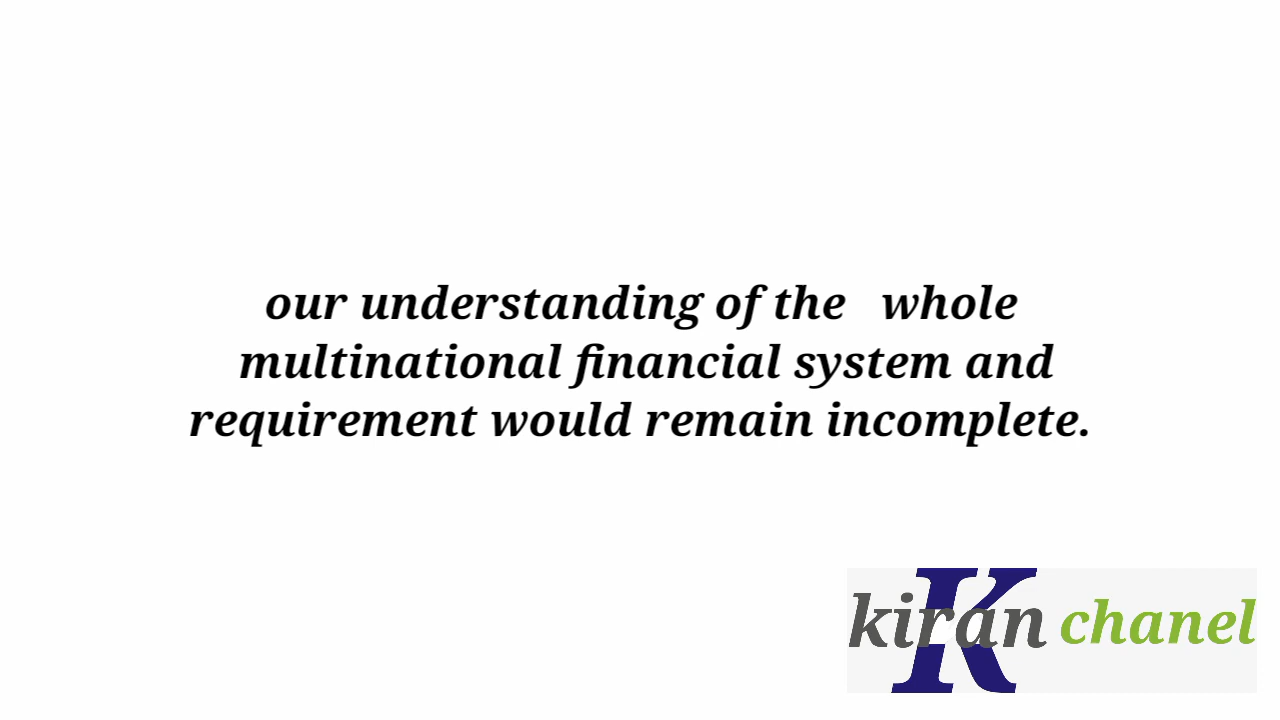 our understanding of the   whole
multinational financial system and
requirement would remain incomplete.
K
kiran chanel